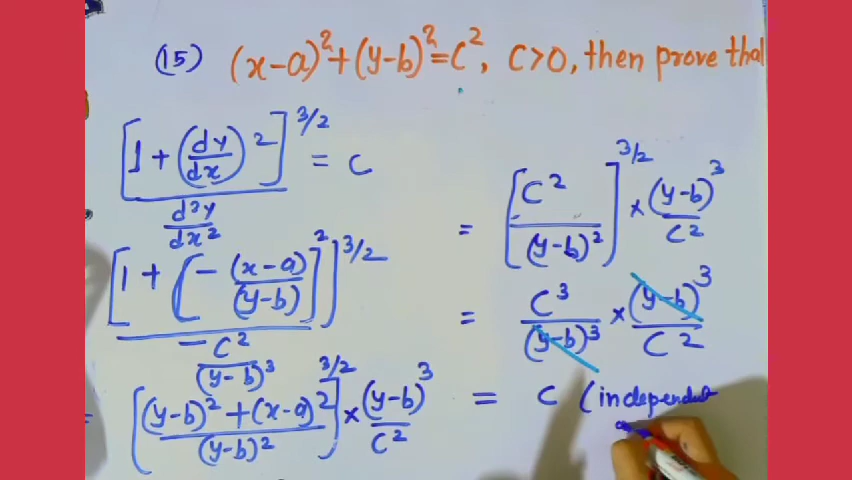 (15) (x-a)² + (y-b)² = C², C>0, then prove that
[1 + (dy/dx)²]^3/2 / d²y/dx² = C
[1 + (-(x-a)/(y-b)]²]^3/2 / -C²/(y-b)³
= [(y-b)² + (x-a)²/(y-b)²]^3/2 × (y-b)³/C²
= [C²/(y-b)²]^3/2 × (y-b)³/C²
= C³/(y-b)³ × (y-b)³/C²
= C (independent